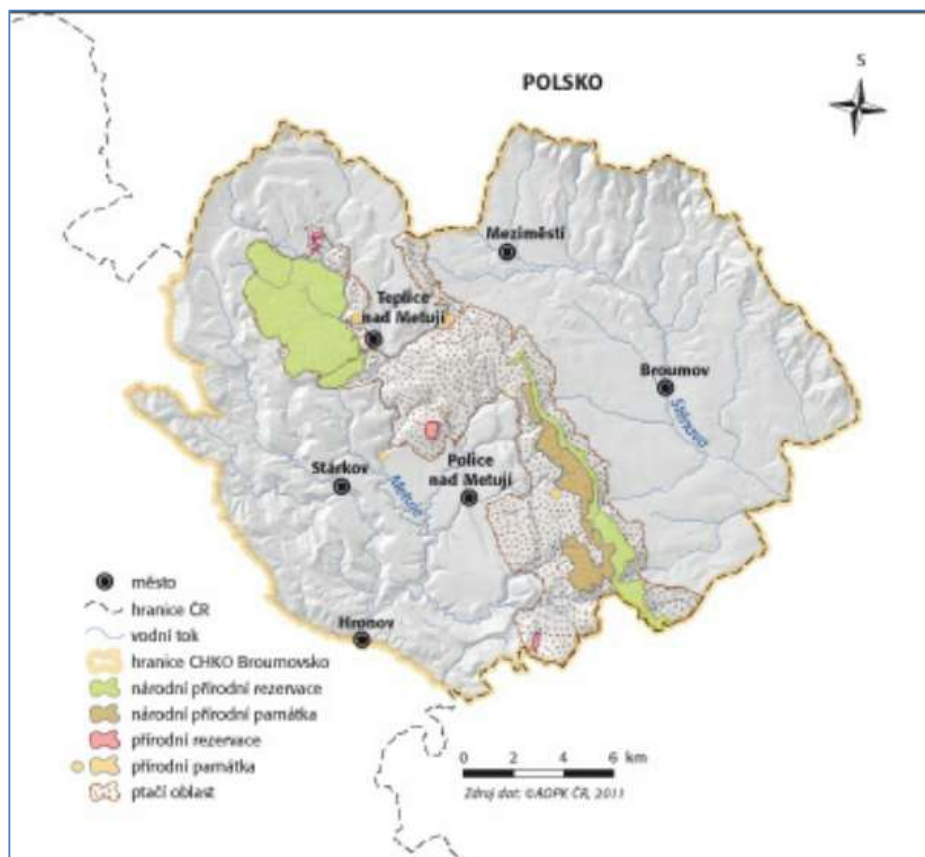 POLSKO
S
Meziměstí
Teplice
nad Metují
Broumov
Stěnava
Stárkov
Metuje
Police
nad Metují
Hronov
město
hranice ČR
vodní tok
hranice CHKO Broumovsko
národní přírodní rezervace
národní přírodní památka
přírodní rezervace
přírodní památka
ptačí oblast
0 2 4 6 km
Zdroj dat: ©AOPK ČR, 2011